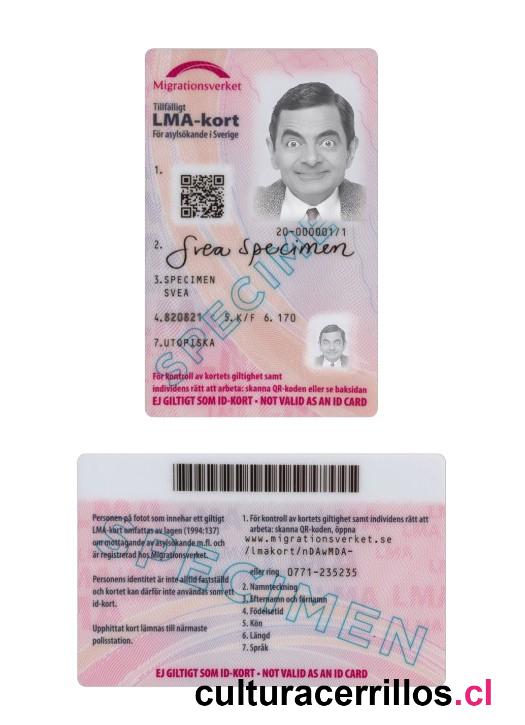 Migrationsverket
Tillfälligt
LMA-kort
För asylsökande i Sverige
1.
20-000001/1
2. Svea Specimen
3.SPECIMEN
SVEA
4.820821 5.K/F 6.170
7.UTOPISKA
SPECIMEN
För kontroll av kortets giltighet samt
individens rätt att arbeta: skanna QR-koden eller se baksidan
EJ GILTIGT SOM ID-KORT • NOT VALID AS AN ID CARD
Personen på fotot som innehar ett giltigt
LMA-kort omfattas av lagen (1994:137)
om mottagande av asylsökande m.fl. och
är registrerad hos Migrationsverket.
Personens identitet är inte alltid fastställd
och kortet kan därför inte användas som ett
id-kort.
Upphittat kort lämnas till närmaste
polisstation.
1. För kontroll av kortets giltighet samt individens rätt att
arbeta: skanna QR-koden, öppna
www.migrationsverket.se
/lmakort/nDAwMDA-
eller ring 0771-235235
2. Namnteckning
3. Efternamn och förnamn
4. Födelsetid
5. Kön
6. Längd
7. Språk
SPECIMEN
LMA LMA
EJ GILTIGT SOM ID-KORT • NOT VALID AS AN ID CARD
culturacerrillos.cl